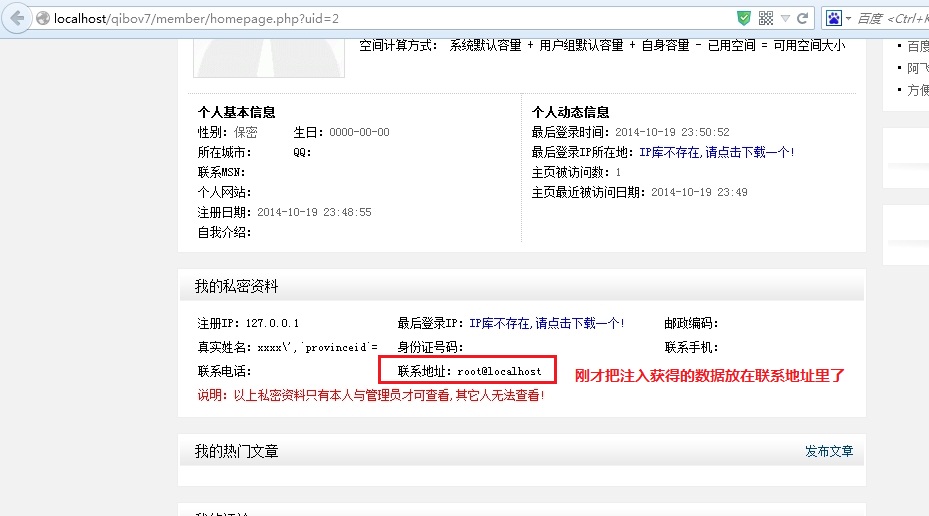 localhost/qibov7/member/homepage.php?uid=2
百度 <Ctrl+K
空间计算方式： 系统默认容量 + 用户组默认容量 + 自身容量 - 已用空间 = 可用空间大小
• 百度
• 阿飞
• 方便
个人基本信息
性别：保密 生日：0000-00-00
所在城市： QQ：
联系MSN：
个人网站：
注册日期：2014-10-19 23:48:55
自我介绍：
个人动态信息
最后登录时间：2014-10-19 23:50:52
最后登录IP所在地：IP库不存在,请点击下载一个!
主页被访问数：1
主页最近被访问日期：2014-10-19 23:49
我的私密资料
注册IP：127.0.0.1 最后登录IP：IP库不存在,请点击下载一个! 邮政编码：
真实姓名：xxxx\',`provinceid`= 身份证号码： 联系手机：
联系电话： 联系地址：root@localhost 刚才把注入获得的数据放在联系地址里了
说明：以上私密资料只有本人与管理员才可查看,其它人无法查看!
我的热门文章 发布文章